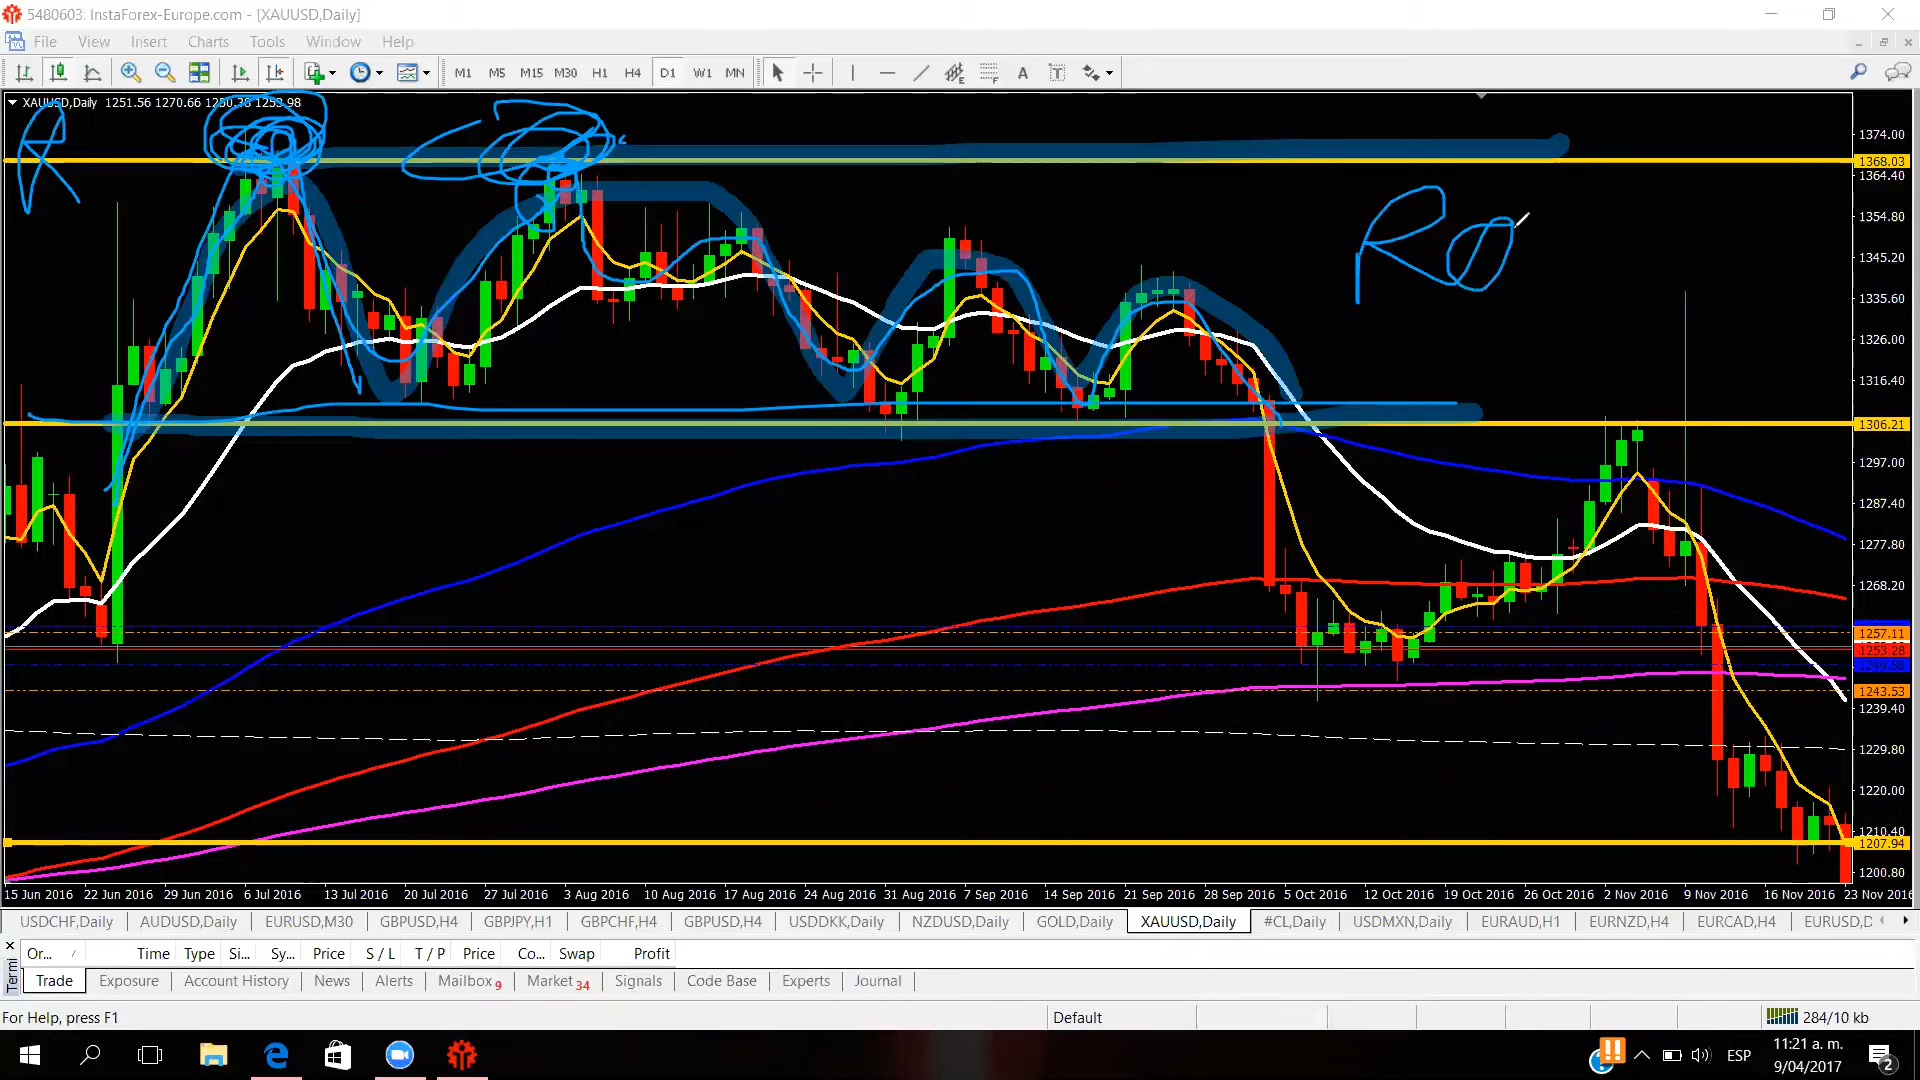 5480603: InstaForex-Europe.com - [XAUUSD,Daily]
File View Insert Charts Tools Window Help
M1 M5 M15 M30 H1 H4 D1 W1 MN
XAUUSD,Daily 1251.56 1270.66 1250.38 1253.98
A
RO
1374.00
1368.03
1364.40
1354.80
1345.20
1335.60
1326.00
1316.40
1306.21
1297.00
1287.40
1277.80
1268.20
1257.11
1253.28
1249.58
1243.53
1239.40
1229.80
1220.00
1210.40
1207.94
1200.80
15 Jun 2016 22 Jun 2016 29 Jun 2016 6 Jul 2016 13 Jul 2016 20 Jul 2016 27 Jul 2016 3 Aug 2016 10 Aug 2016 17 Aug 2016 24 Aug 2016 31 Aug 2016 7 Sep 2016 14 Sep 2016 21 Sep 2016 28 Sep 2016 5 Oct 2016 12 Oct 2016 19 Oct 2016 26 Oct 2016 2 Nov 2016 9 Nov 2016 16 Nov 2016 23 Nov 2016
USDCHF,Daily AUDUSD,Daily EURUSD,M30 GBPUSD,H4 GBPJPY,H1 GBPCHF,H4 GBPUSD,H4 USDDKK,Daily NZDUSD,Daily GOLD,Daily XAUUSD,Daily #CL,Daily USDMXN,Daily EURAUD,H1 EURNZD,H4 EURCAD,H4 EURUSD,D
Or... Time Type Si... Sy... Price S / L T / P Price Co... Swap Profit
Termi
Trade Exposure Account History News Alerts Mailbox 9 Market 34 Signals Code Base Experts Journal
For Help, press F1 Default 284/10 kb
ESP 11:21 a. m.
9/04/2017 2